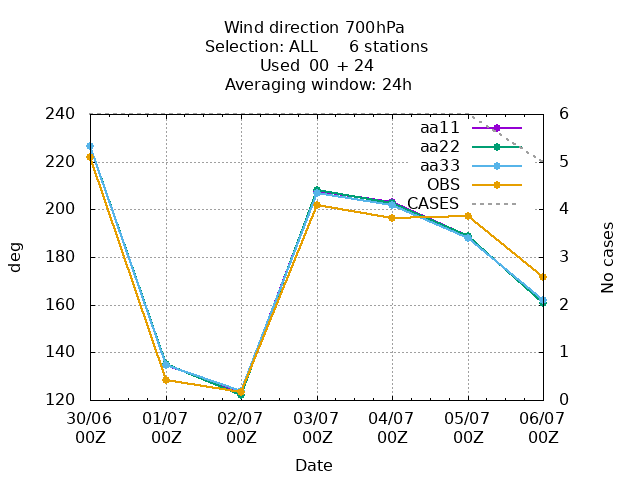 Wind direction 700hPa
Selection: ALL 6 stations
Used 00 + 24
Averaging window: 24h
240 6
220 5
200 4
180 3
160 2
140 1
120 0
aa11
aa22
aa33
OBS
CASES
deg
No cases
30/06 01/07 02/07 03/07 04/07 05/07 06/07
00Z 00Z 00Z 00Z 00Z 00Z 00Z
Date